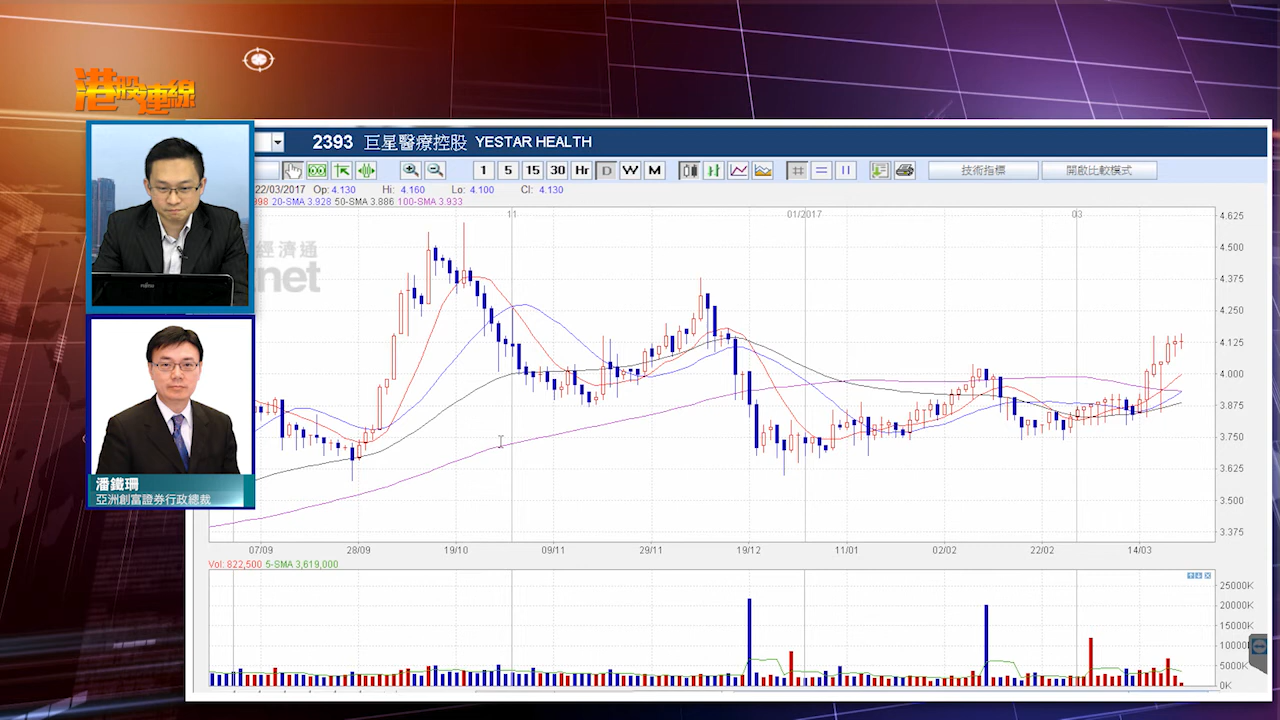 港股連線
2393 巨星醫療控股 YESTAR HEALTH
1 5 15 30 Hr D W M 技術指標 開啟比較模式
22/03/2017 Op: 4.130 Hi: 4.160 Lo: 4.100 Cl: 4.130
998 20-SMA 3.928 50-SMA 3.886 100-SMA 3.933
11 01/2017 03
經濟通
net
4.625
4.500
4.375
4.250
4.125
4.000
3.875
3.750
3.625
3.500
3.375
FUJITSU
潘鐵珊
亞洲創富證券行政總裁
07/09 28/09 19/10 09/11 29/11 19/12 11/01 02/02 22/02 14/03
Vol: 822,500 5-SMA 3,619,000
25000K
20000K
15000K
10000K
5000K
0K